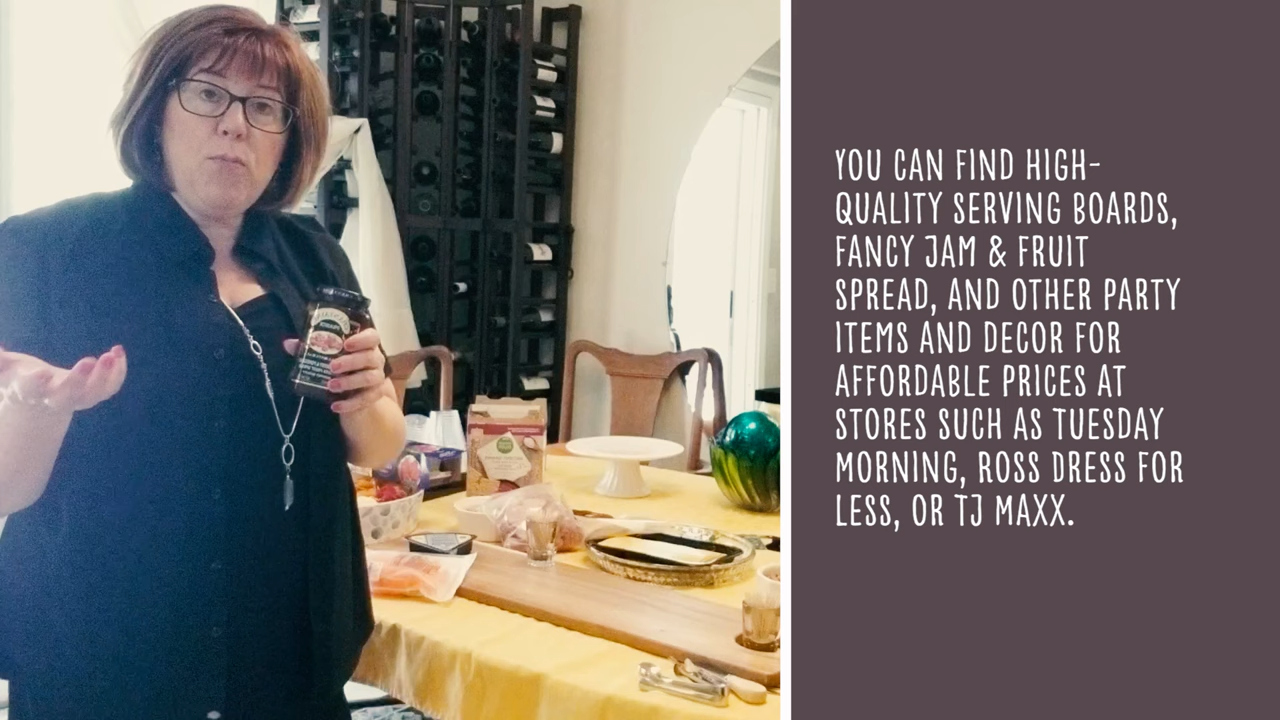 YOU CAN FIND HIGH-
QUALITY SERVING BOARDS,
FANCY JAM & FRUIT
SPREAD, AND OTHER PARTY
ITEMS AND DECOR FOR
AFFORDABLE PRICES AT
STORES SUCH AS TUESDAY
MORNING, ROSS DRESS FOR
LESS, OR TJ MAXX.